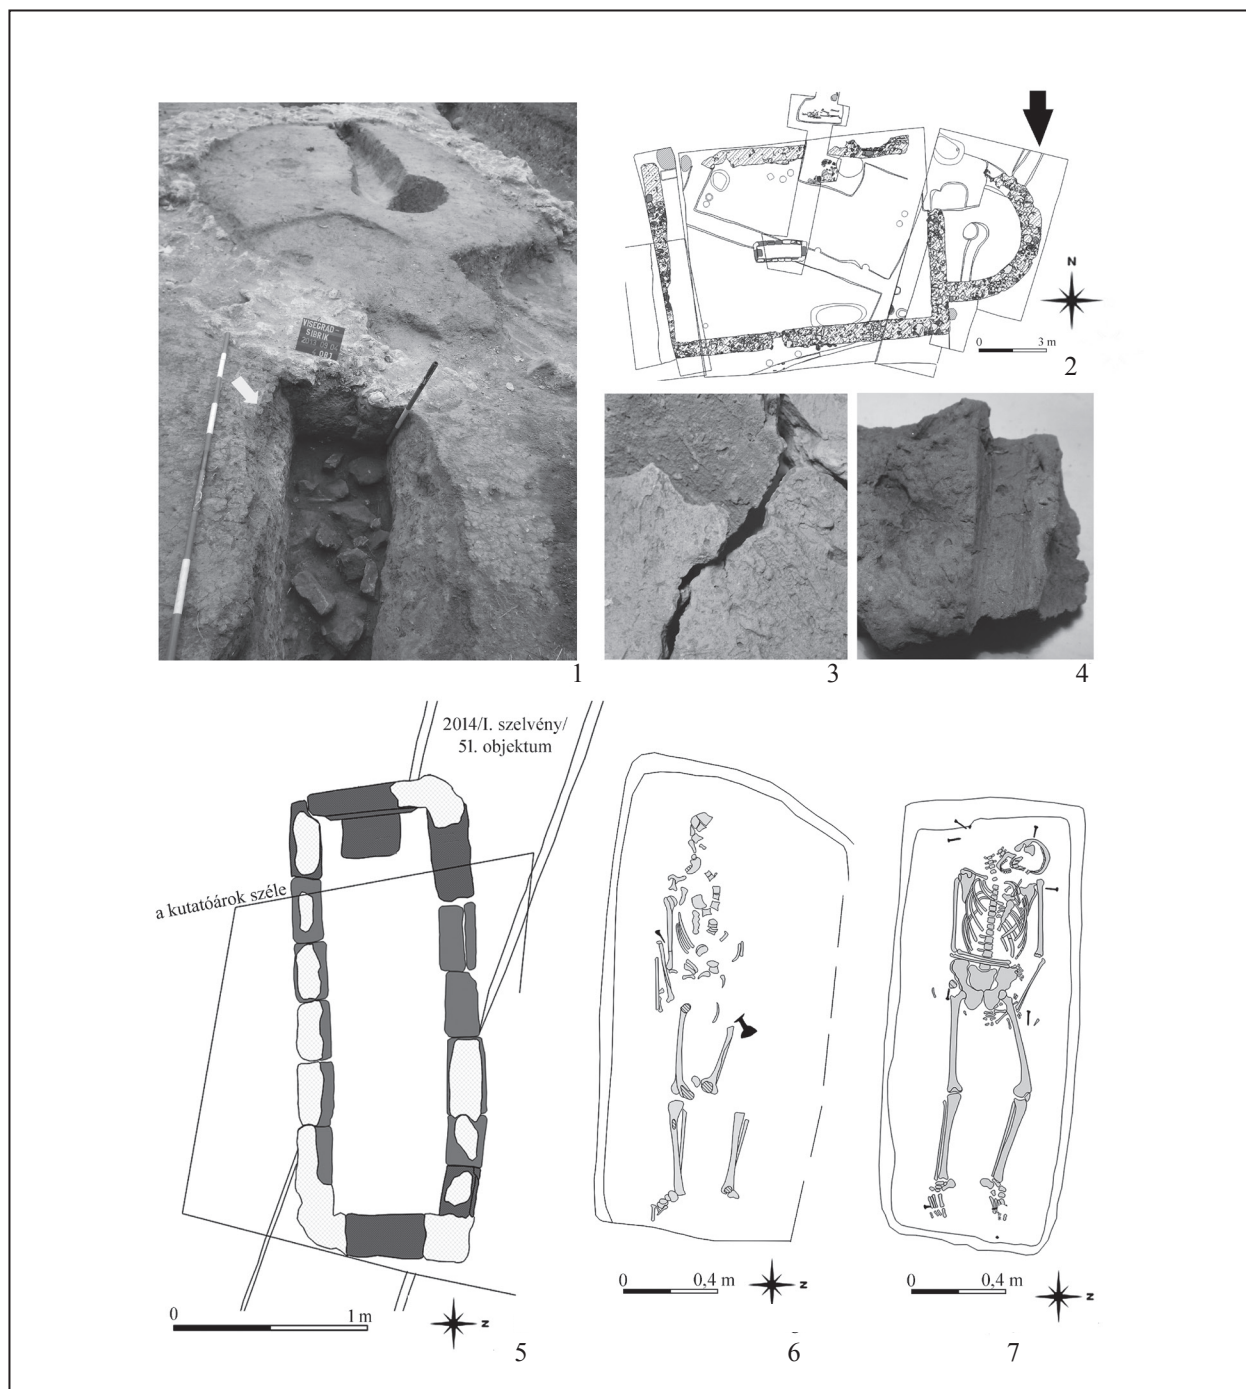 VISEGRÁD-
SIBRIK
1
N
0 3 m
2
3
4
2014/I. szelvény/
51. objektum
a kutatóárok széle
0 1 m
N
5
0 0,4 m
N
6
0 0,4 m
N
7